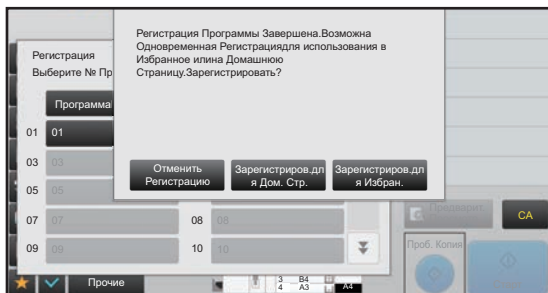 Регистрация Программы Завершена.Возможна
Одновременная Регистрациядля использования в
Избранное илина Домашнюю
Страницу.Зарегистрировать?
Отменить
Регистрацию
Зарегистриров.дл
я Дом. Стр.
Зарегистриров.дл
я Избран.
Регистрация
Выберите № Пр
Программа
01 01
03 03
05
07 07 08 08
09 09 10 10
Предварит.
CA
Проб. Копия
Прочие
3 B4
4 A3
A4